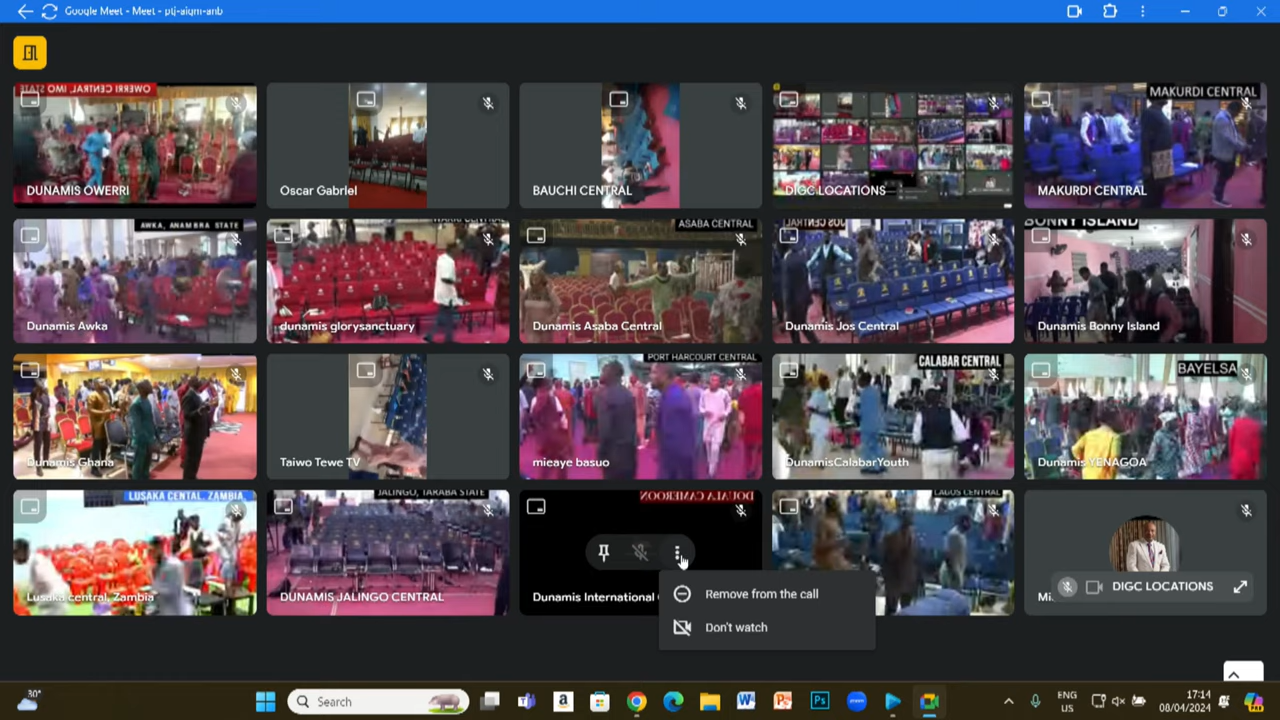 Google Meet - Meet - ptj-aiqm-anb
OWERRI CENTRAL, IMO STATE
DUNAMIS OWERRI
Oscar Gabriel
BAUCHI CENTRAL
DIGC LOCATIONS
MAKURDI CENTRAL
MAKURDI CENTRAL
AWKA, ANAMBRA STATE
Dunamis Awka
WARRI CENTRAL
dunamis glorysanctuary
ASABA CENTRAL
Dunamis Asaba Central
JOS CENTRAL
Dunamis Jos Central
BONNY ISLAND
Dunamis Bonny Island
Dunamis Ghana
Taiwo Tewe TV
PORT HARCOURT CENTRAL
mieaye basuo
CALABAR CENTRAL
DunamisCalabarYouth
BAYELSA
Dunamis YENAGOA
LUSAKA CENTAL, ZAMBIA
Lusaka central, Zambia
JALINGO, TARABA STATE
DUNAMIS JALINGO CENTRAL
DOUALA CAMEROON
Dunamis International
LAGOS CENTRAL
DIGC LOCATIONS
Remove from the call
Don't watch
30°
Search
ENG
US
17:14
08/04/2024